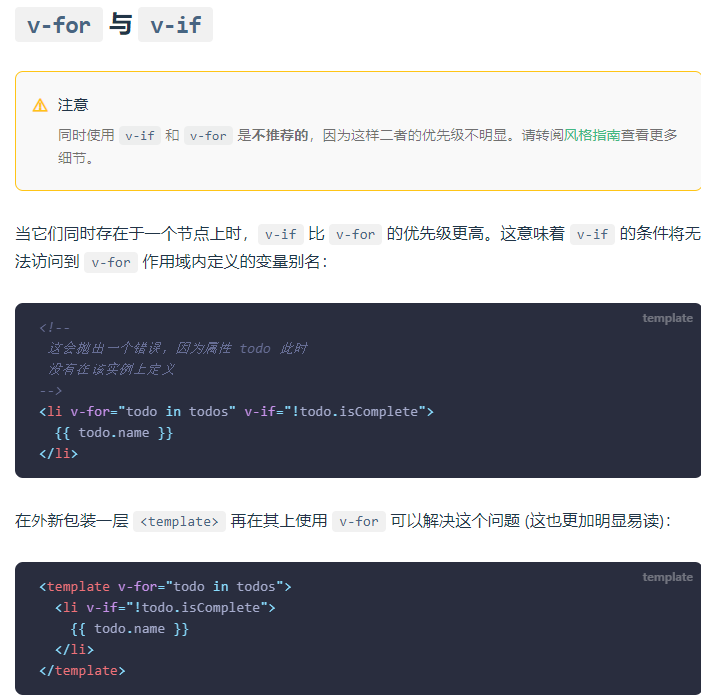 v-for 与 v-if
注意
同时使用 v-if 和 v-for 是不推荐的，因为这样二者的优先级不明显。请转阅风格指南查看更多
细节。
当它们同时存在于一个节点上时，v-if 比 v-for 的优先级更高。这意味着 v-if 的条件将无
法访问到 v-for 作用域内定义的变量别名：
template
<!--
 这会抛出一个错误，因为属性 todo 此时
 没有在该实例上定义
-->
<li v-for="todo in todos" v-if="!todo.isComplete">
  {{ todo.name }}
</li>
在外新包装一层 <template> 再在其上使用 v-for 可以解决这个问题 (这也更加明显易读)：
template
<template v-for="todo in todos">
  <li v-if="!todo.isComplete">
    {{ todo.name }}
  </li>
</template>